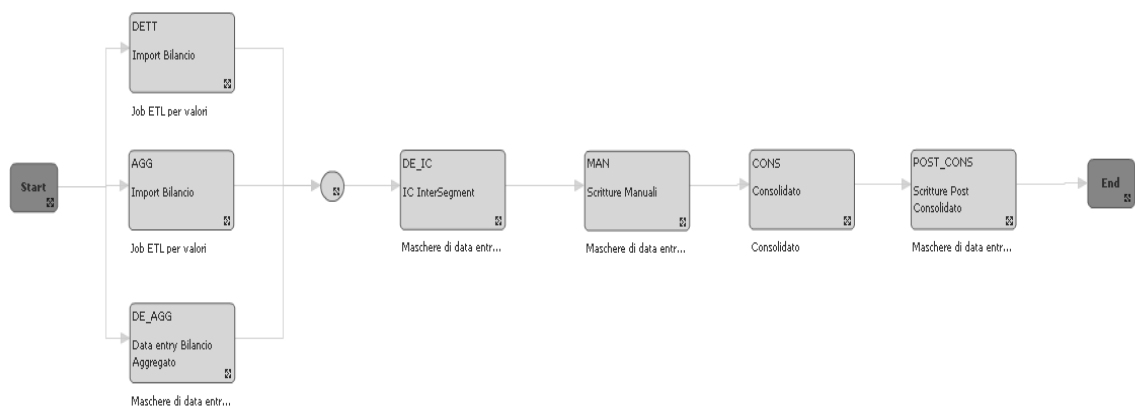 DETT
Import Bilancio
Job ETL per valori
Start
AGG
Import Bilancio
Job ETL per valori
DE_AGG
Data entry Bilancio
Aggregato
Maschere di data entr...
DE_IC
IC InterSegment
Maschere di data entr...
MAN
Scritture Manuali
Maschere di data entr...
CONS
Consolidato
Consolidato
POST_CONS
Scritture Post
Consolidato
Maschere di data entr...
End